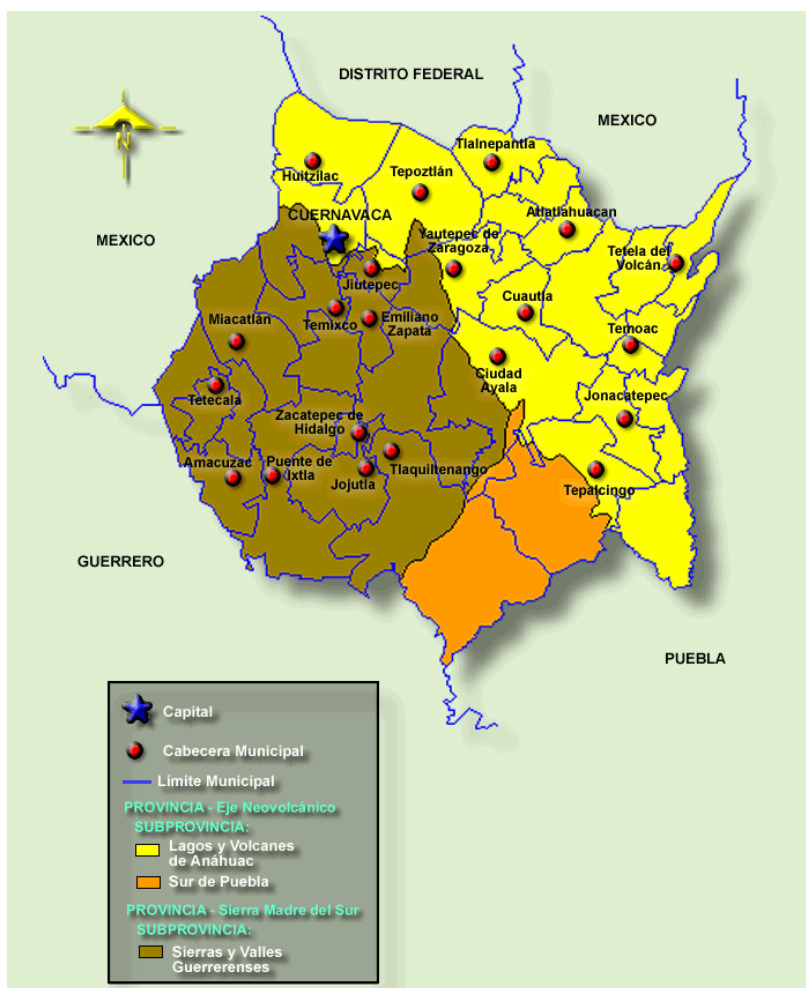 DISTRITO FEDERAL
MEXICO
N
Tlalnepantla
Huitzilac
Tepoztlán
CUERNAVACA
Atlatlahuacan
MEXICO
Yautepec de
Zaragoza
Tetela del
Volcán
Jiutepec
Cuautla
Miacatlán
Temixco
Emiliano
Zapata
Temoac
Ciudad
Ayala
Tetecala
Jonacatepec
Zacatepec de
Hidalgo
Amacuzac
Puente de
Ixtla
Jojutla
Tlaquiltenango
Tepalcingo
GUERRERO
PUEBLA
Capital
Cabecera Municipal
Límite Municipal
PROVINCIA - Eje Neovolcánico
SUBPROVINCIA:
Lagos y Volcanes
de Anáhuac
Sur de Puebla
PROVINCIA - Sierra Madre del Sur
SUBPROVINCIA:
Sierras y Valles
Guerrerenses